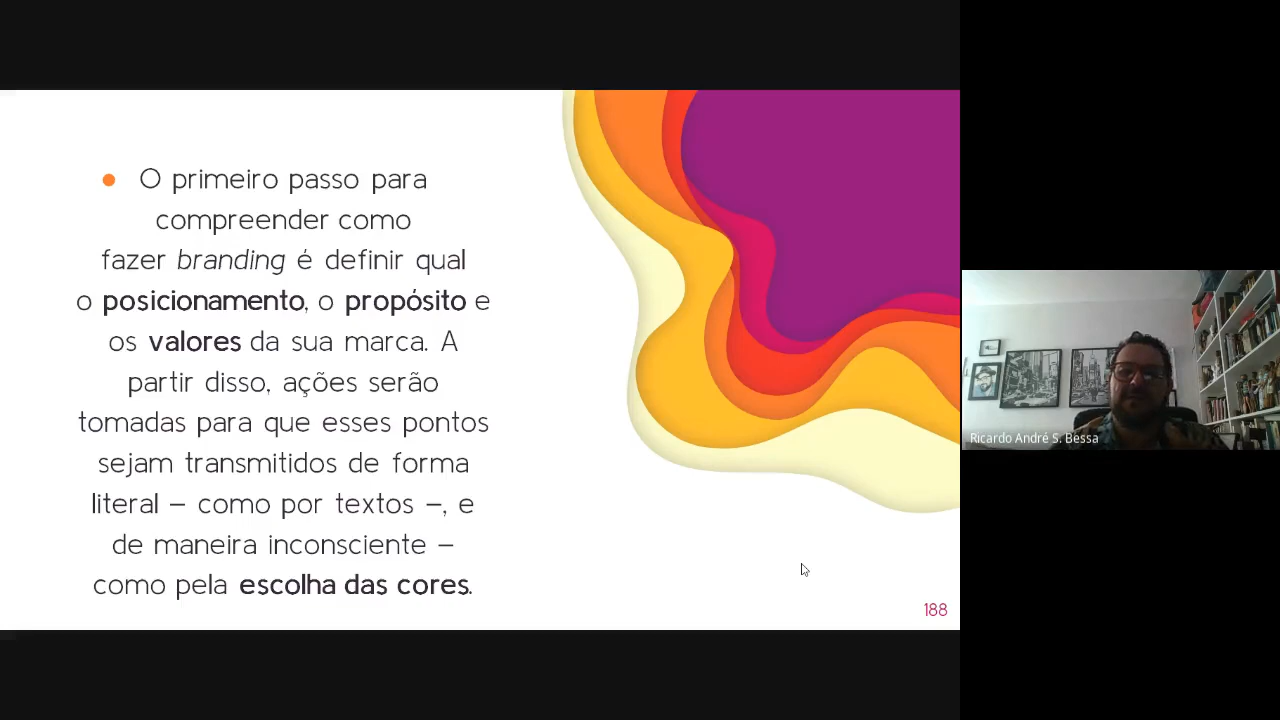 ● O primeiro passo para
compreender como
fazer branding é definir qual
o posicionamento, o propósito e
os valores da sua marca. A
partir disso, ações serão
tomadas para que esses pontos
sejam transmitidos de forma
literal – como por textos –, e
de maneira inconsciente –
como pela escolha das cores.
188
Ricardo André S. Bessa